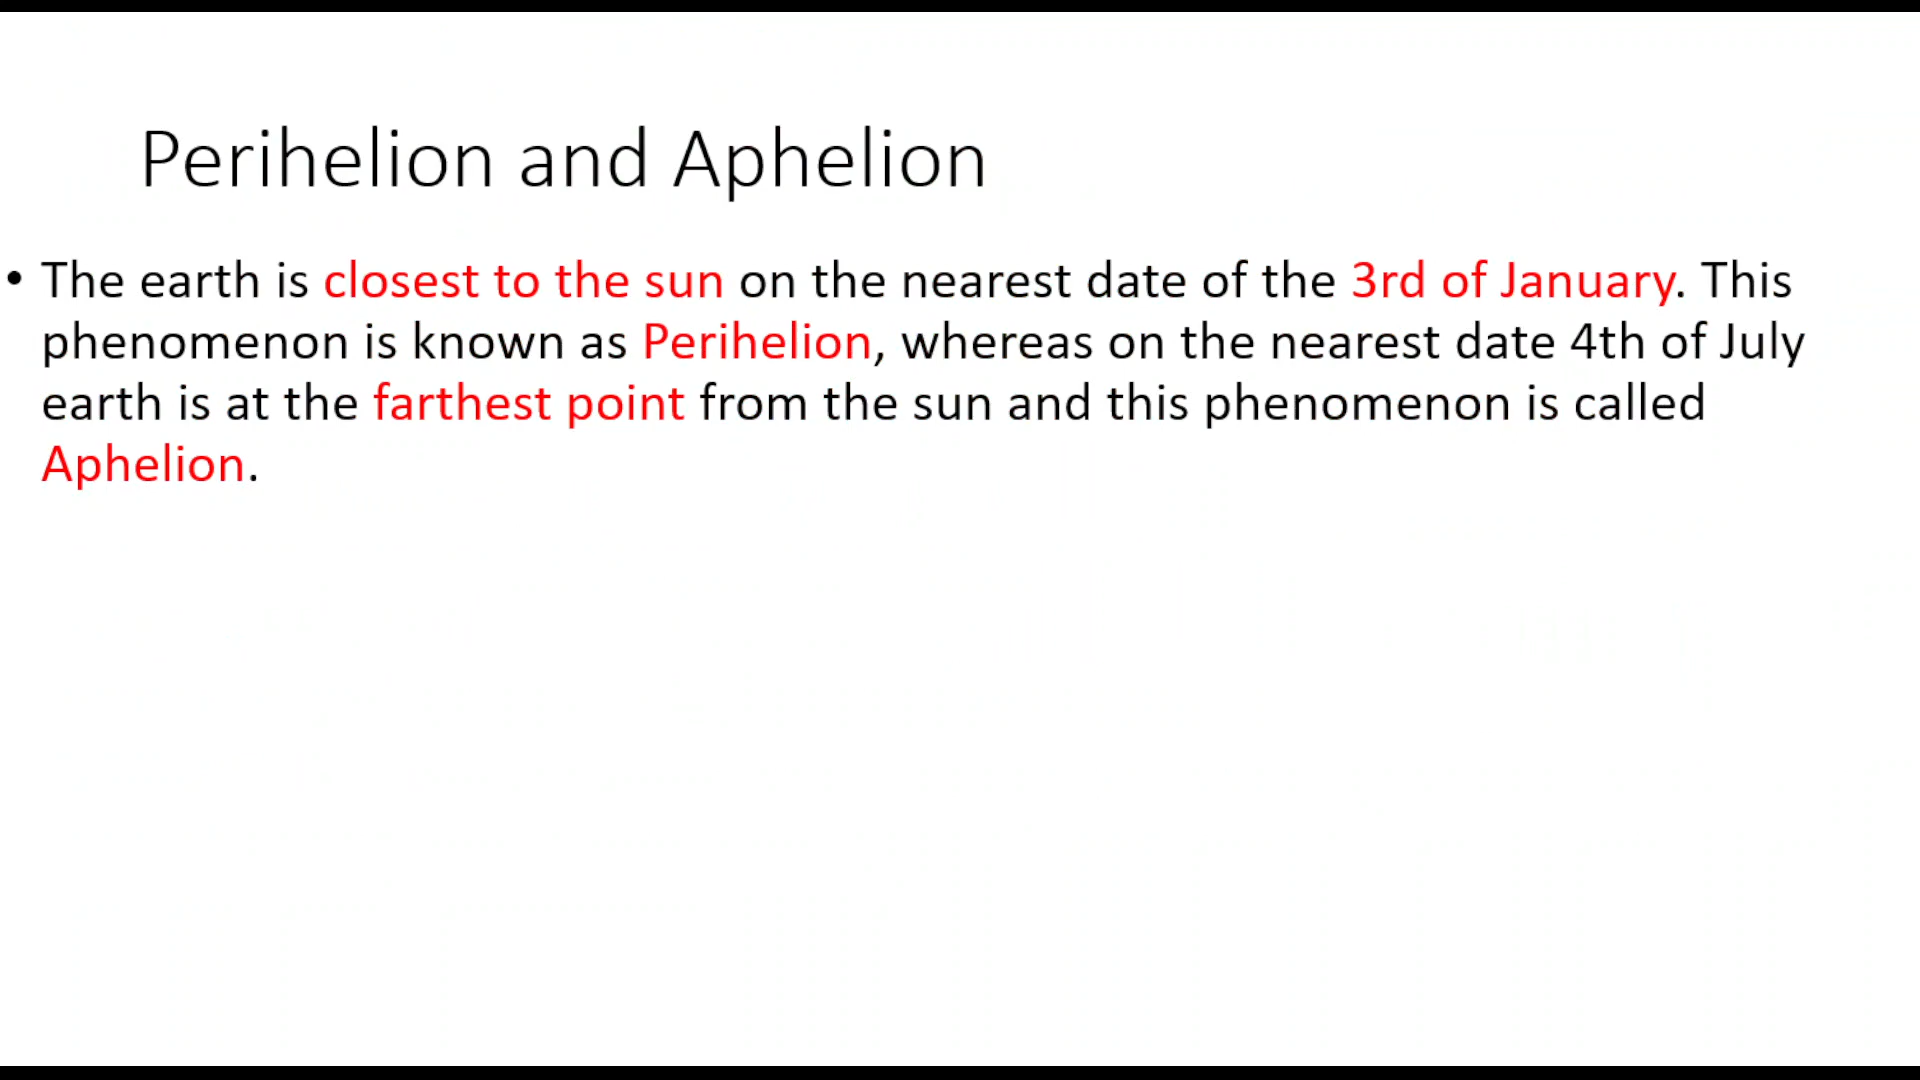 Perihelion and Aphelion
• The earth is closest to the sun on the nearest date of the 3rd of January. This
phenomenon is known as Perihelion, whereas on the nearest date 4th of July
earth is at the farthest point from the sun and this phenomenon is called
Aphelion.